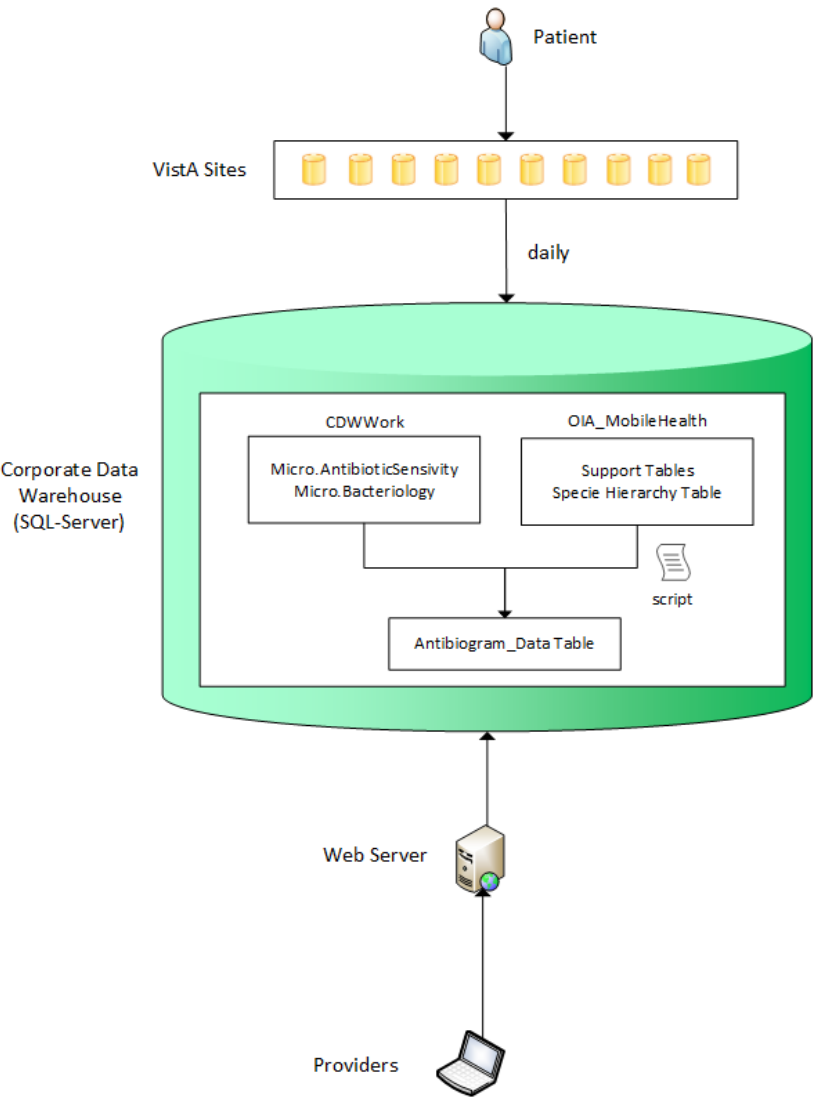 Patient
VistA Sites
daily
CDWWork
OIA_MobileHealth
Micro.AntibioticSensivity
Micro.Bacteriology
Support Tables
Specie Hierarchy Table
Corporate Data
Warehouse
(SQL-Server)
script
Antibiogram_Data Table
Web Server
Providers